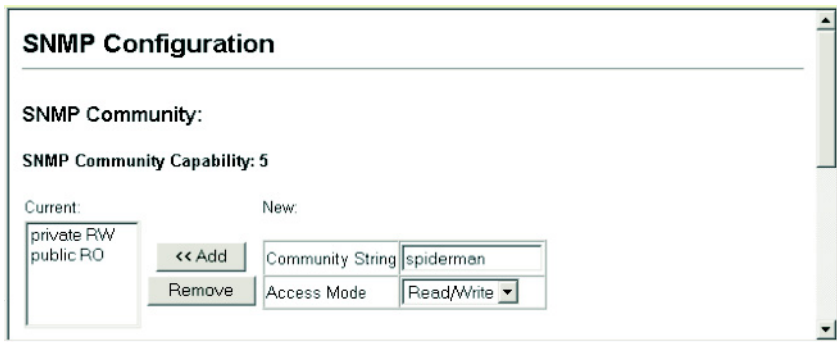 SNMP Configuration
SNMP Community:
SNMP Community Capability: 5
Current:
New:
private RW
public RO
<< Add
Remove
Community String spiderman
Access Mode Read/Write